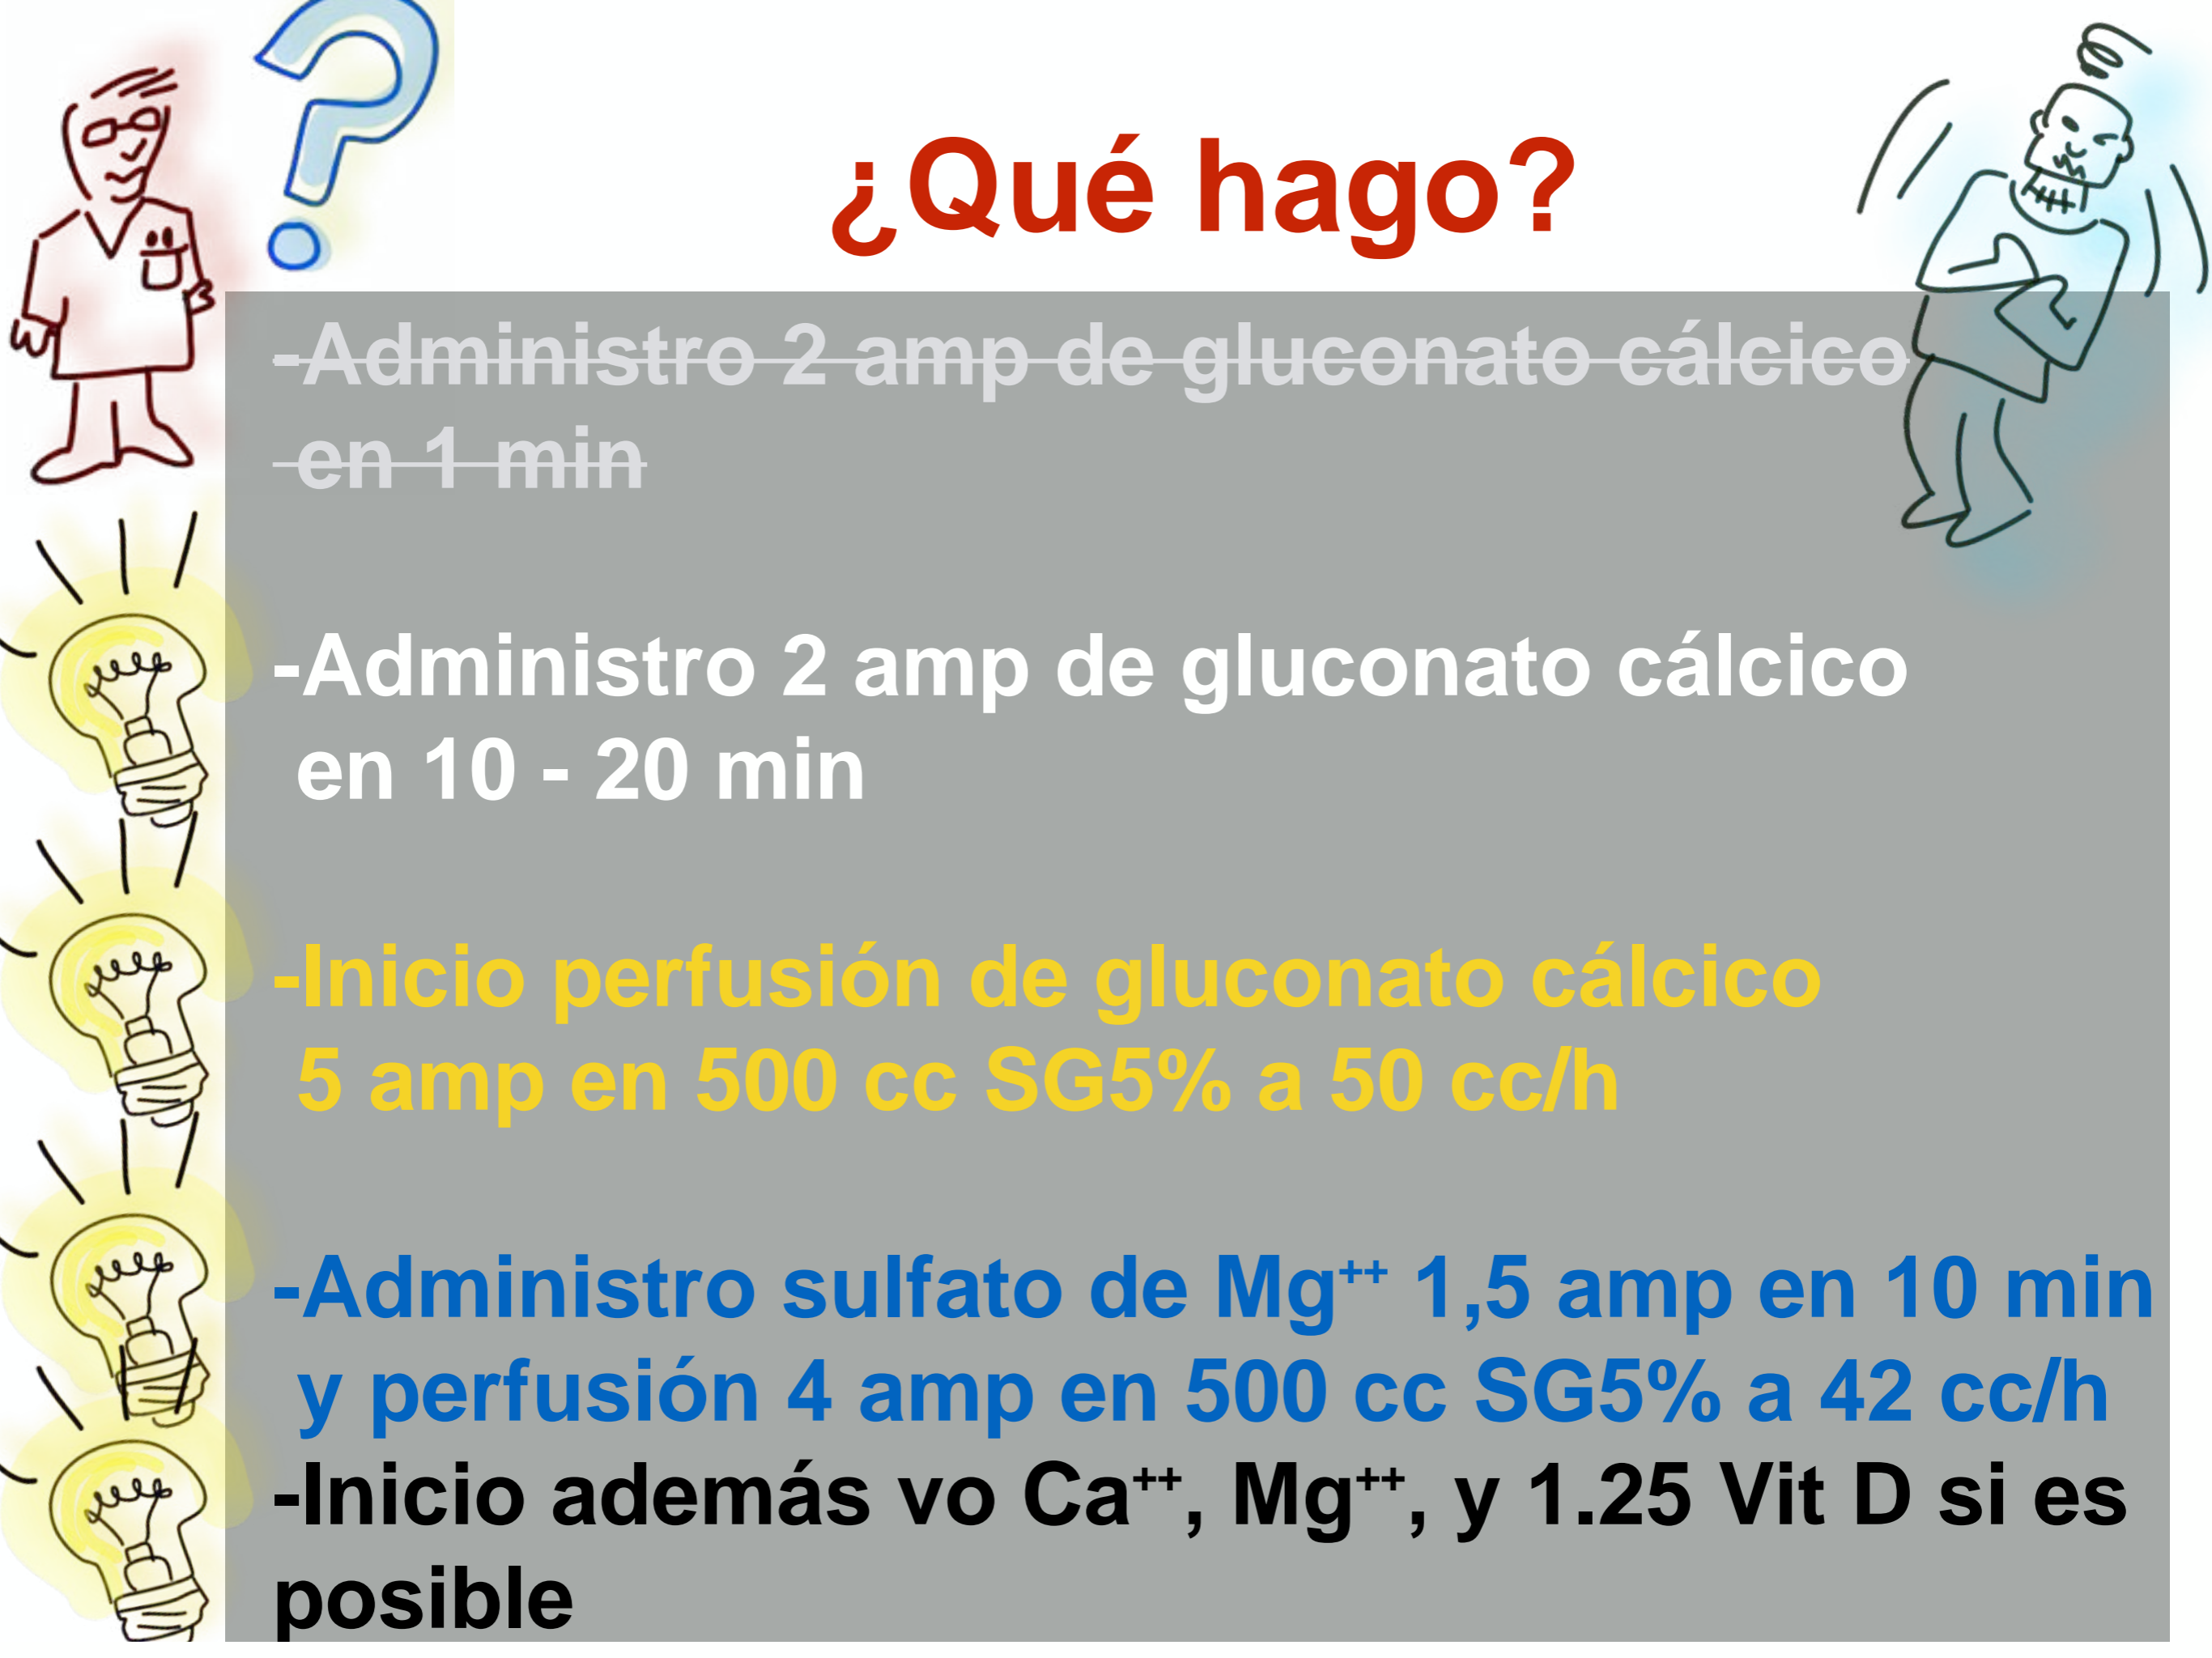 ¿Qué hago?
-Administro 2 amp de gluconato cálcico
en 1 min
-Administro 2 amp de gluconato cálcico
en 10 - 20 min
-Inicio perfusión de gluconato cálcico
5 amp en 500 cc SG5% a 50 cc/h
-Administro sulfato de Mg⁺⁺ 1,5 amp en 10 min
y perfusión 4 amp en 500 cc SG5% a 42 cc/h
-Inicio además vo Ca⁺⁺, Mg⁺⁺, y 1.25 Vit D si es
posible